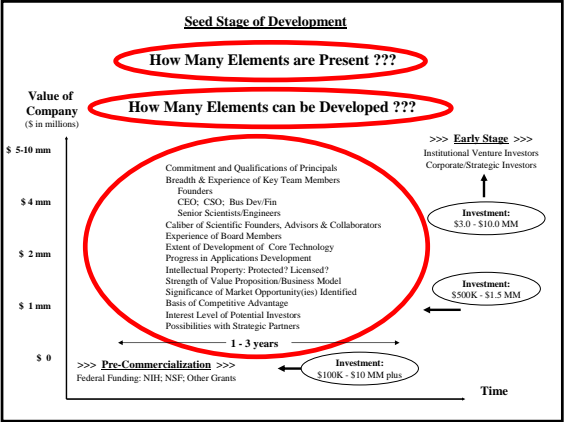 Seed Stage of Development
How Many Elements are Present ???
How Many Elements can be Developed ???
Value of
Company
($ in millions)
$ 5-10 mm
$ 4 mm
$ 2 mm
$ 1 mm
$ 0
Commitment and Qualifications of Principals
Breadth & Experience of Key Team Members
Founders
CEO; CSO; Bus Dev/Fin
Senior Scientists/Engineers
Caliber of Scientific Founders, Advisors & Collaborators
Experience of Board Members
Extent of Development of Core Technology
Progress in Applications Development
Intellectual Property: Protected? Licensed?
Strength of Value Proposition/Business Model
Significance of Market Opportunity(ies) Identified
Basis of Competitive Advantage
Interest Level of Potential Investors
Possibilities with Strategic Partners
1 - 3 years
>>> Early Stage >>>
Institutional Venture Investors
Corporate/Strategic Investors
Investment:
$3.0 - $10.0 MM
Investment:
$500K - $1.5 MM
>>> Pre-Commercialization >>>
Federal Funding: NIH; NSF; Other Grants
Investment:
$100K - $10 MM plus
Time